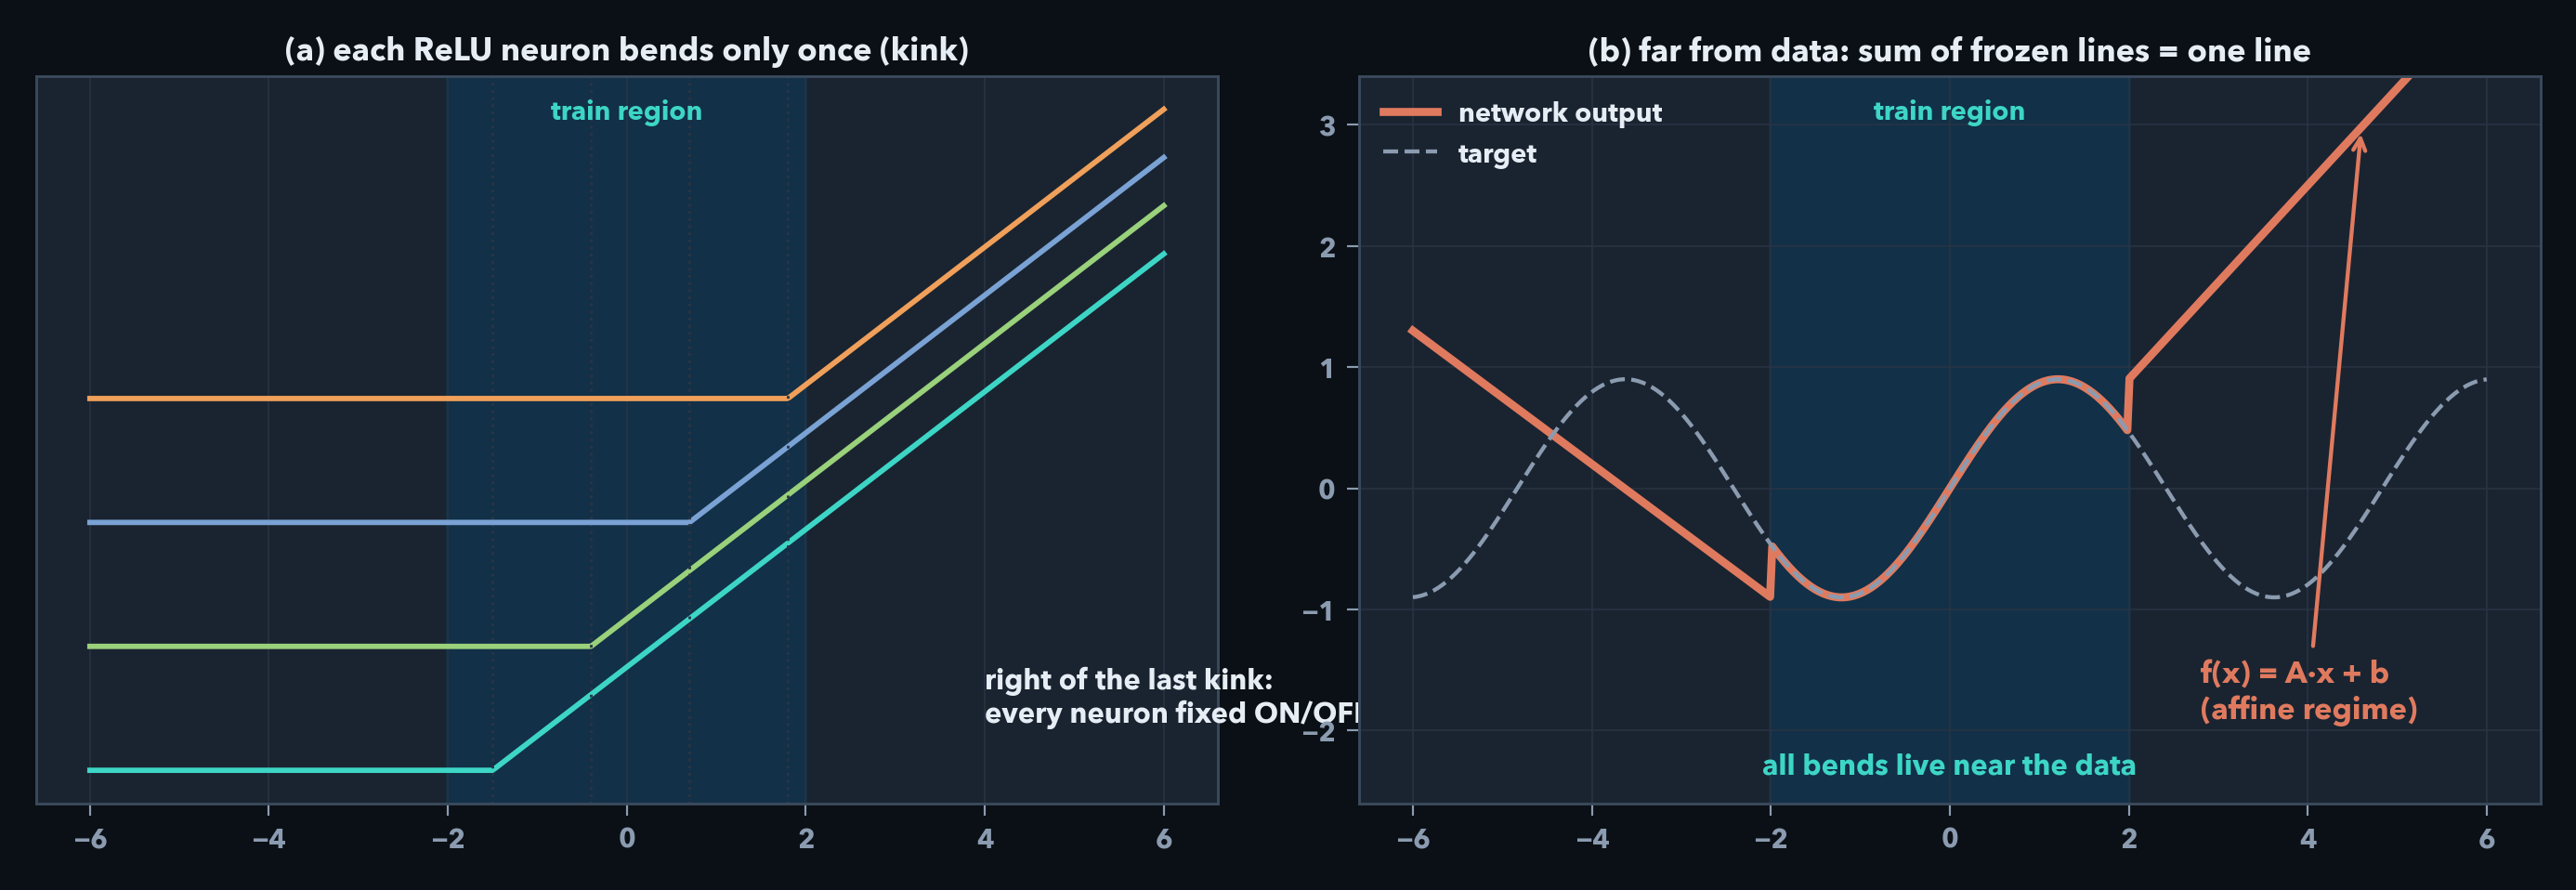 (a) each ReLU neuron bends only once (kink)
train region
right of the last kink:
every neuron fixed ON/OF
−6 −4 −2 0 2 4 6
(b) far from data: sum of frozen lines = one line
network output
target
train region
3
2
1
0
−1
−2
f(x) = A·x + b
(affine regime)
all bends live near the data
−6 −4 −2 0 2 4 6